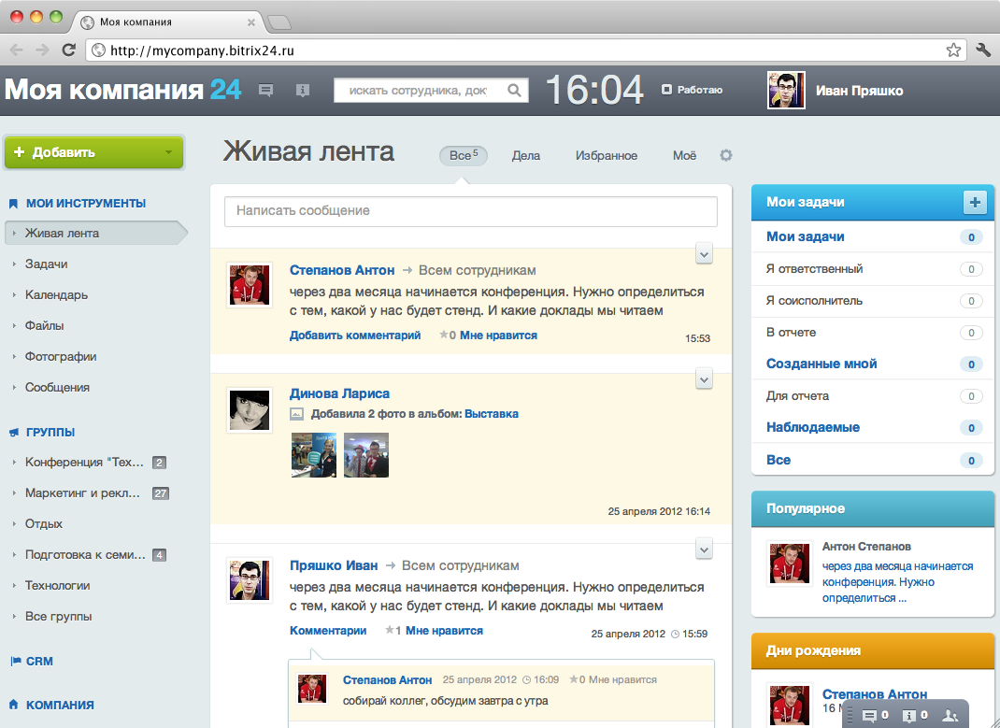 Моя компания
http://mycompany.bitrix24.ru
Моя компания 24
искать сотрудника, док
16:04
Работаю
Иван Пряшко
+ Добавить
МОИ ИНСТРУМЕНТЫ
Живая лента
Задачи
Календарь
Файлы
Фотографии
Сообщения
ГРУППЫ
Конференция "Тех... 2
Маркетинг и рекл... 27
Отдых
Подготовка к семи... 4
Технологии
Все группы
CRM
КОМПАНИЯ
Живая лента
Все 5
Дела
Избранное
Моё
Написать сообщение
Степанов Антон → Всем сотрудникам
через два месяца начинается конференция. Нужно определиться
с тем, какой у нас будет стенд. И какие доклады мы читаем
Добавить комментарий ★0 Мне нравится 15:53
Динова Лариса
Добавила 2 фото в альбом: Выставка
25 апреля 2012 16:14
Пряшко Иван → Всем сотрудникам
через два месяца начинается конференция. Нужно определиться
с тем, какой у нас будет стенд. И какие доклады мы читаем
Комментарии ★1 Мне нравится 25 апреля 2012 15:59
Степанов Антон 25 апреля 2012 16:09 ★0 Мне нравится
собирай коллег, обсудим завтра с утра
Мои задачи +
Мои задачи 0
Я ответственный 0
Я соисполнитель 0
В отчете 0
Созданные мной 0
Для отчета 0
Наблюдаемые 0
Все 0
Популярное
Антон Степанов
через два месяца начинается
конференция. Нужно
определиться ...
Дни рождения
Степанов Антон
16
0 0